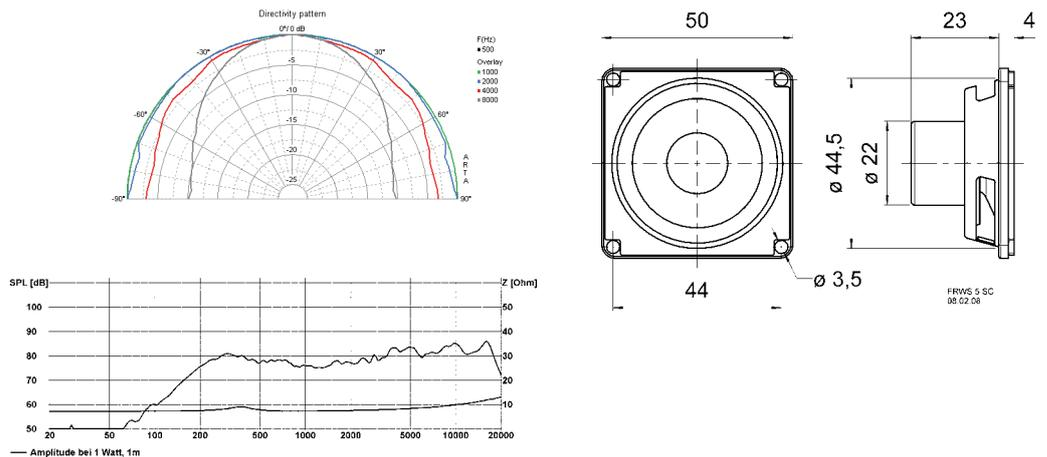 Directivity pattern
0°/0 dB
-30°
30°
-5
-10
-60°
60°
-15
-20
-25
-90°
90°
F(Hz)
500
Overlay
1000
2000
4000
8000
A
R
T
A
50
23
4
ø 44,5
ø 22
44
ø 3,5
FRWS 5 SC
08.02.08
SPL [dB]
Z [Ohm]
100
50
90
40
80
30
70
20
60
10
50
20 50 100 200 500 1000 2000 5000 10000 20000
Amplitude bei 1 Watt, 1m